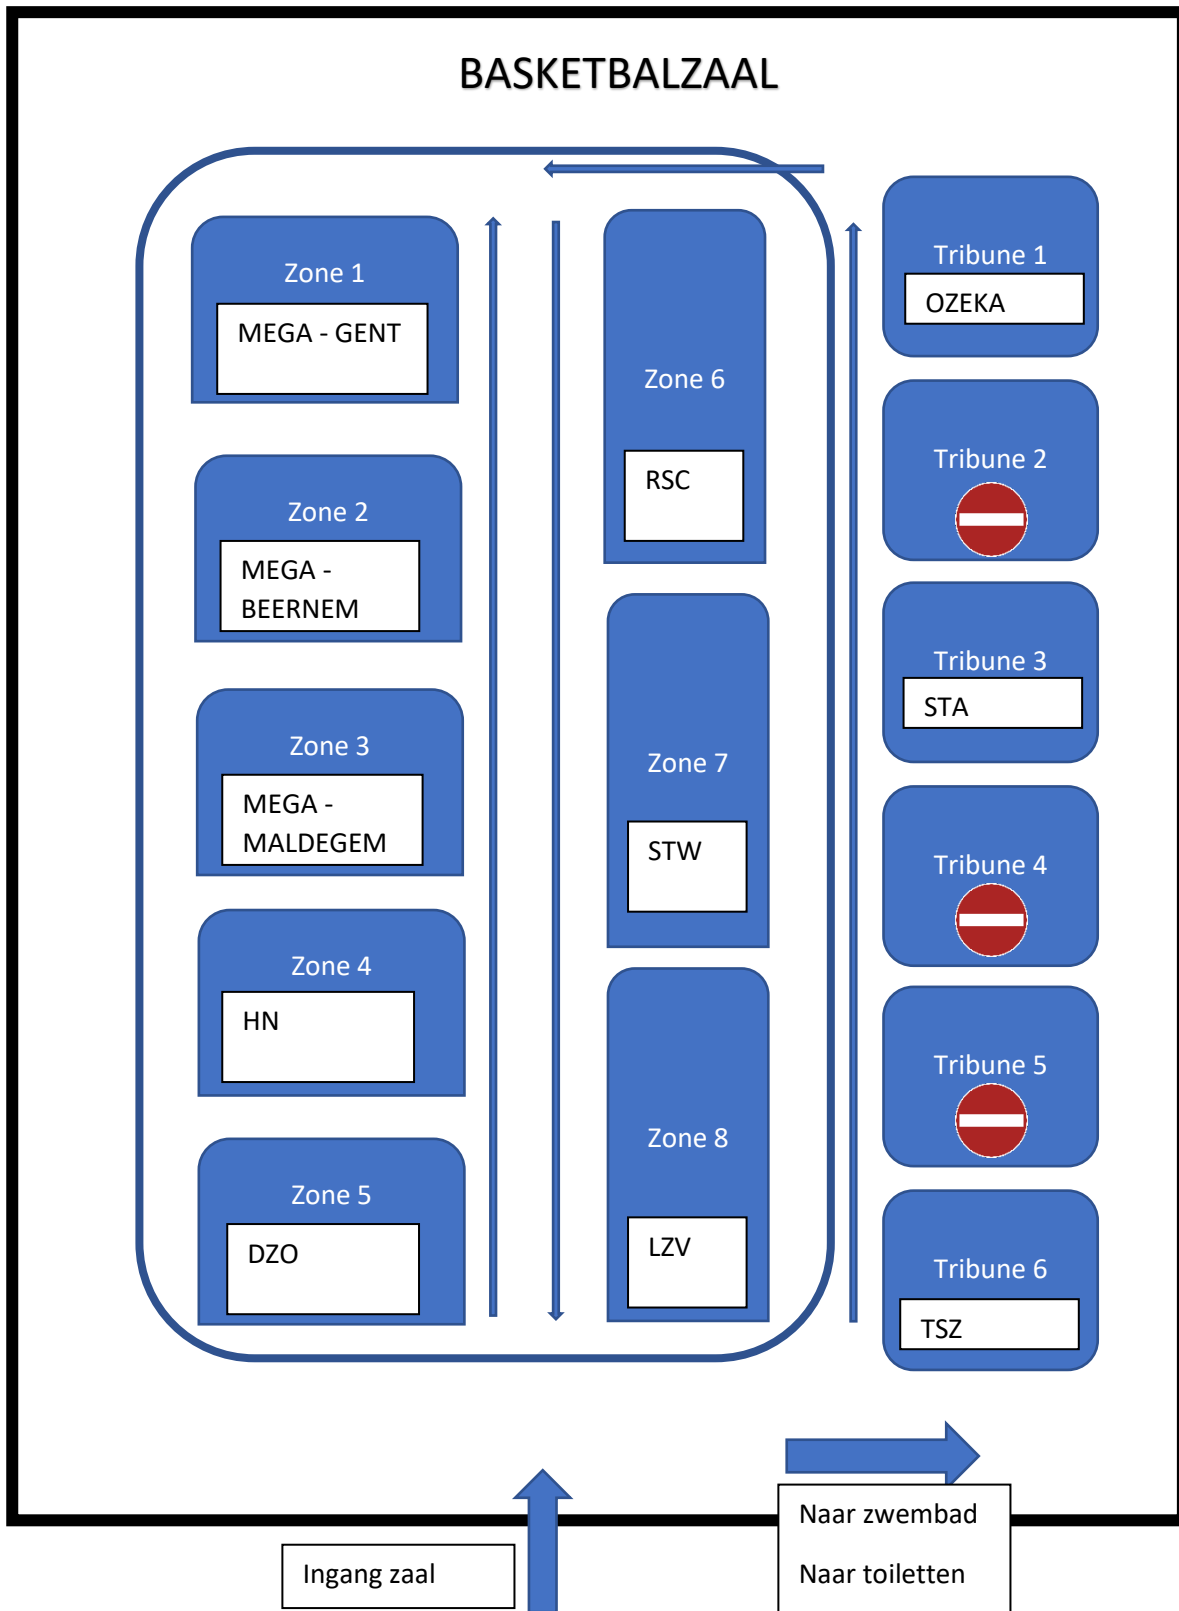 BASKETBALZAAL
Zone 1
MEGA - GENT
Zone 2
MEGA -
BEERNEM
Zone 3
MEGA -
MALDEGEM
Zone 4
HN
Zone 5
DZO
Zone 6
RSC
Zone 7
STW
Zone 8
LZV
Tribune 1
OZEKA
Tribune 2
Tribune 3
STA
Tribune 4
Tribune 5
Tribune 6
TSZ
Ingang zaal
Naar zwembad
Naar toiletten